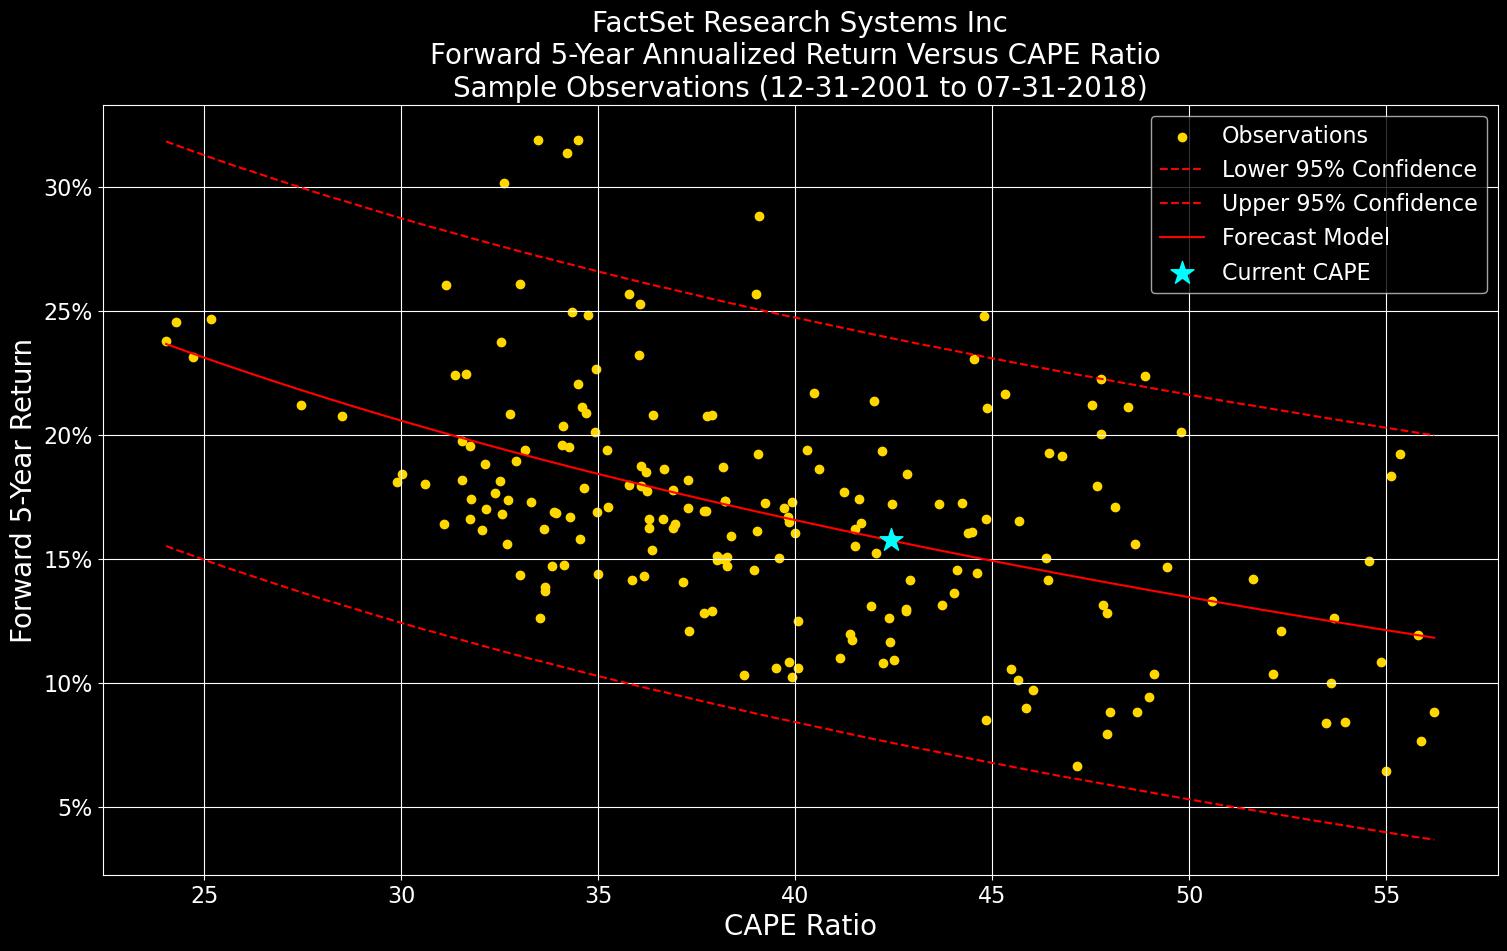 FactSet Research Systems Inc
Forward 5-Year Annualized Return Versus CAPE Ratio
Sample Observations (12-31-2001 to 07-31-2018)
Observations
Lower 95% Confidence
Upper 95% Confidence
Forecast Model
Current CAPE
Forward 5-Year Return
30%
25%
20%
15%
10%
5%
25 30 35 40 45 50 55
CAPE Ratio